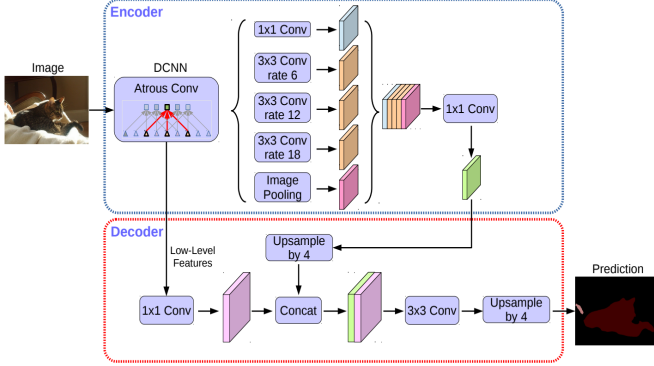 Encoder
Image
DCNN
Atrous Conv
1x1 Conv
3x3 Conv
rate 6
3x3 Conv
rate 12
3x3 Conv
rate 18
Image
Pooling
1x1 Conv
Decoder
Low-Level
Features
Upsample
by 4
1x1 Conv
Concat
3x3 Conv
Upsample
by 4
Prediction